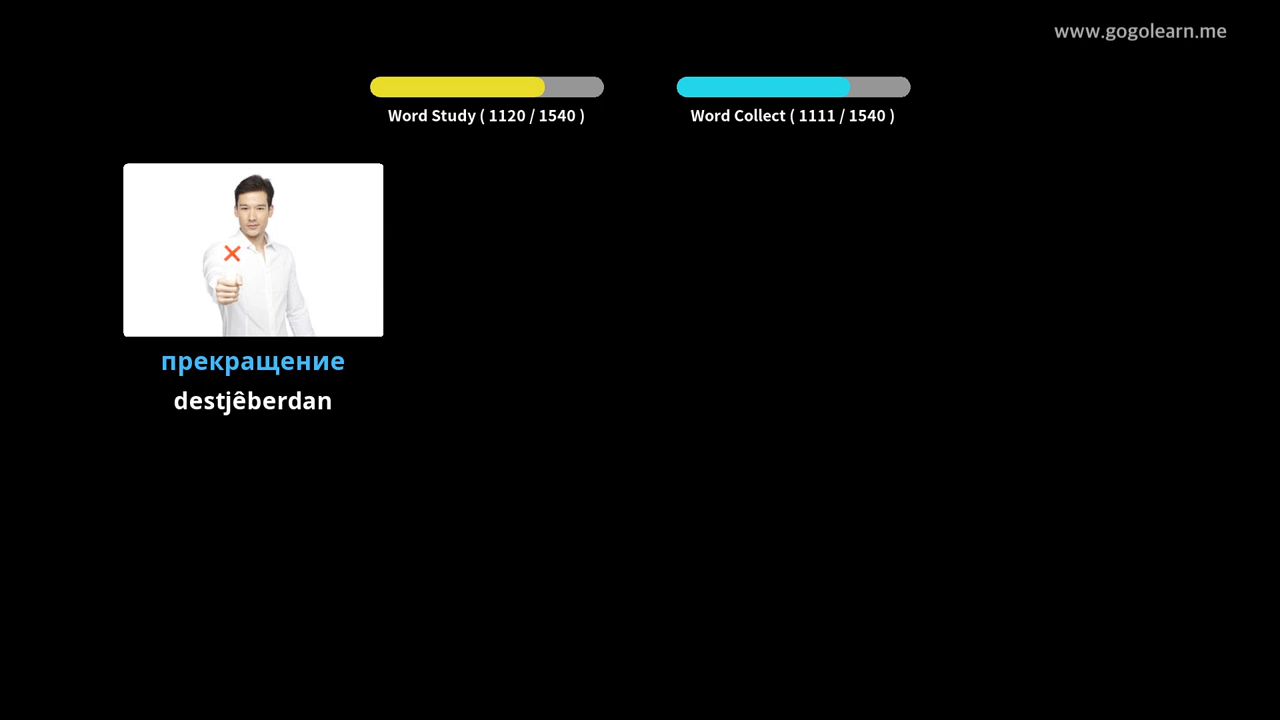 www.gogolearn.me
Word Study ( 1120 / 1540 )
Word Collect ( 1111 / 1540 )
прекращение
destjêberdan